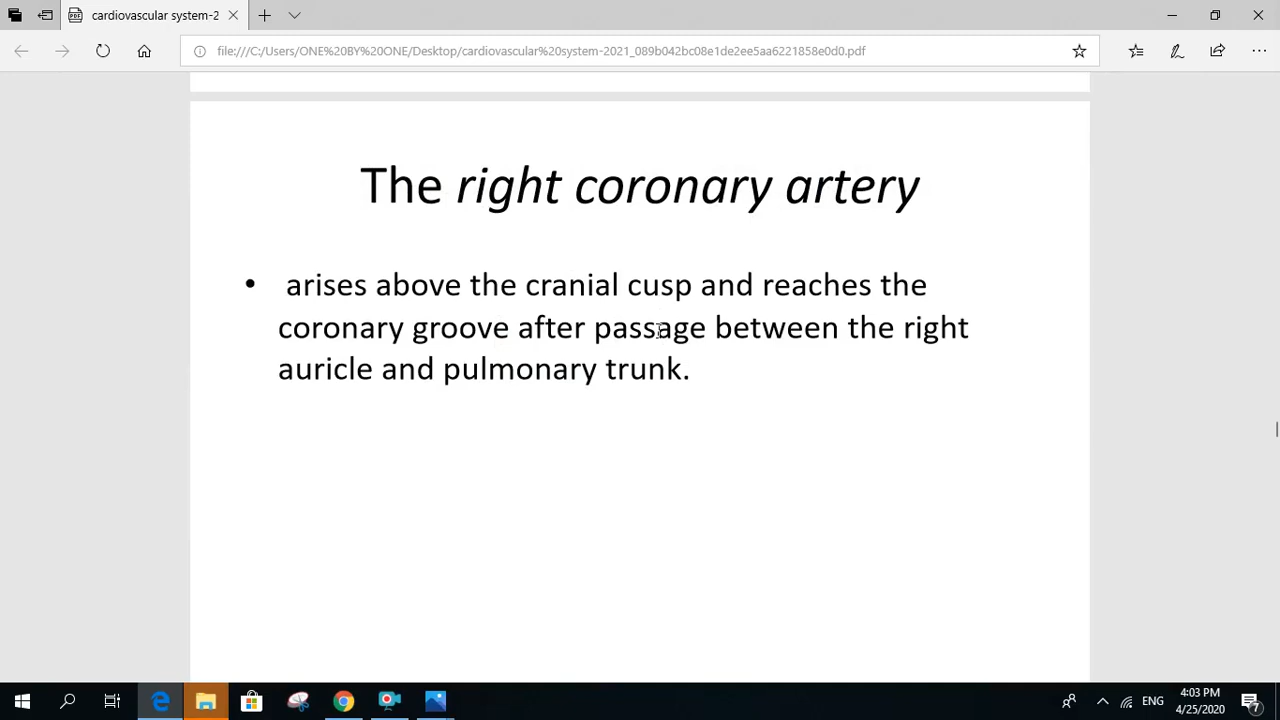 cardiovascular system-2
file:///C:/Users/ONE%20BY%20ONE/Desktop/cardiovascular%20system-2021_089b042bc08e1de2ee5aa6221858e0d0.pdf
The right coronary artery
• arises above the cranial cusp and reaches the
coronary groove after passage between the right
auricle and pulmonary trunk.
ENG
4:03 PM
4/25/2020
7